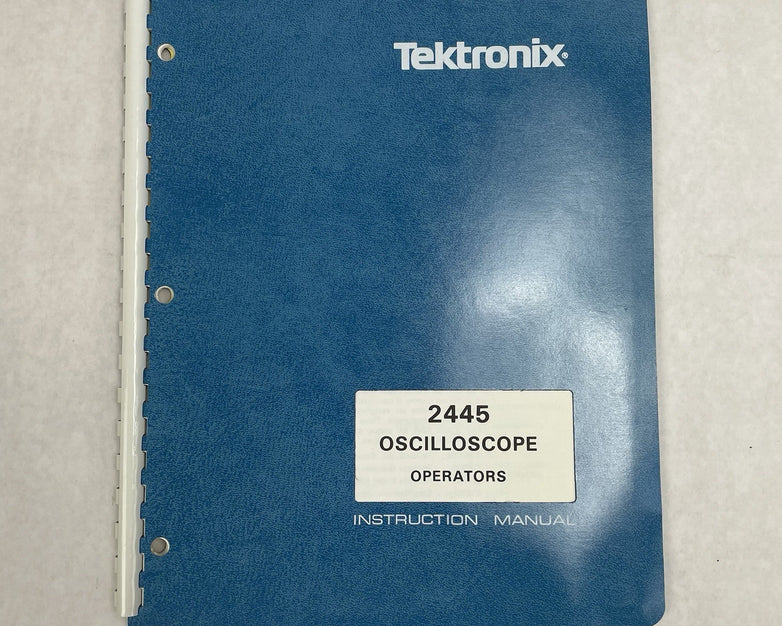 Tektronix®
2445
OSCILLOSCOPE
OPERATORS
INSTRUCTION MANUAL